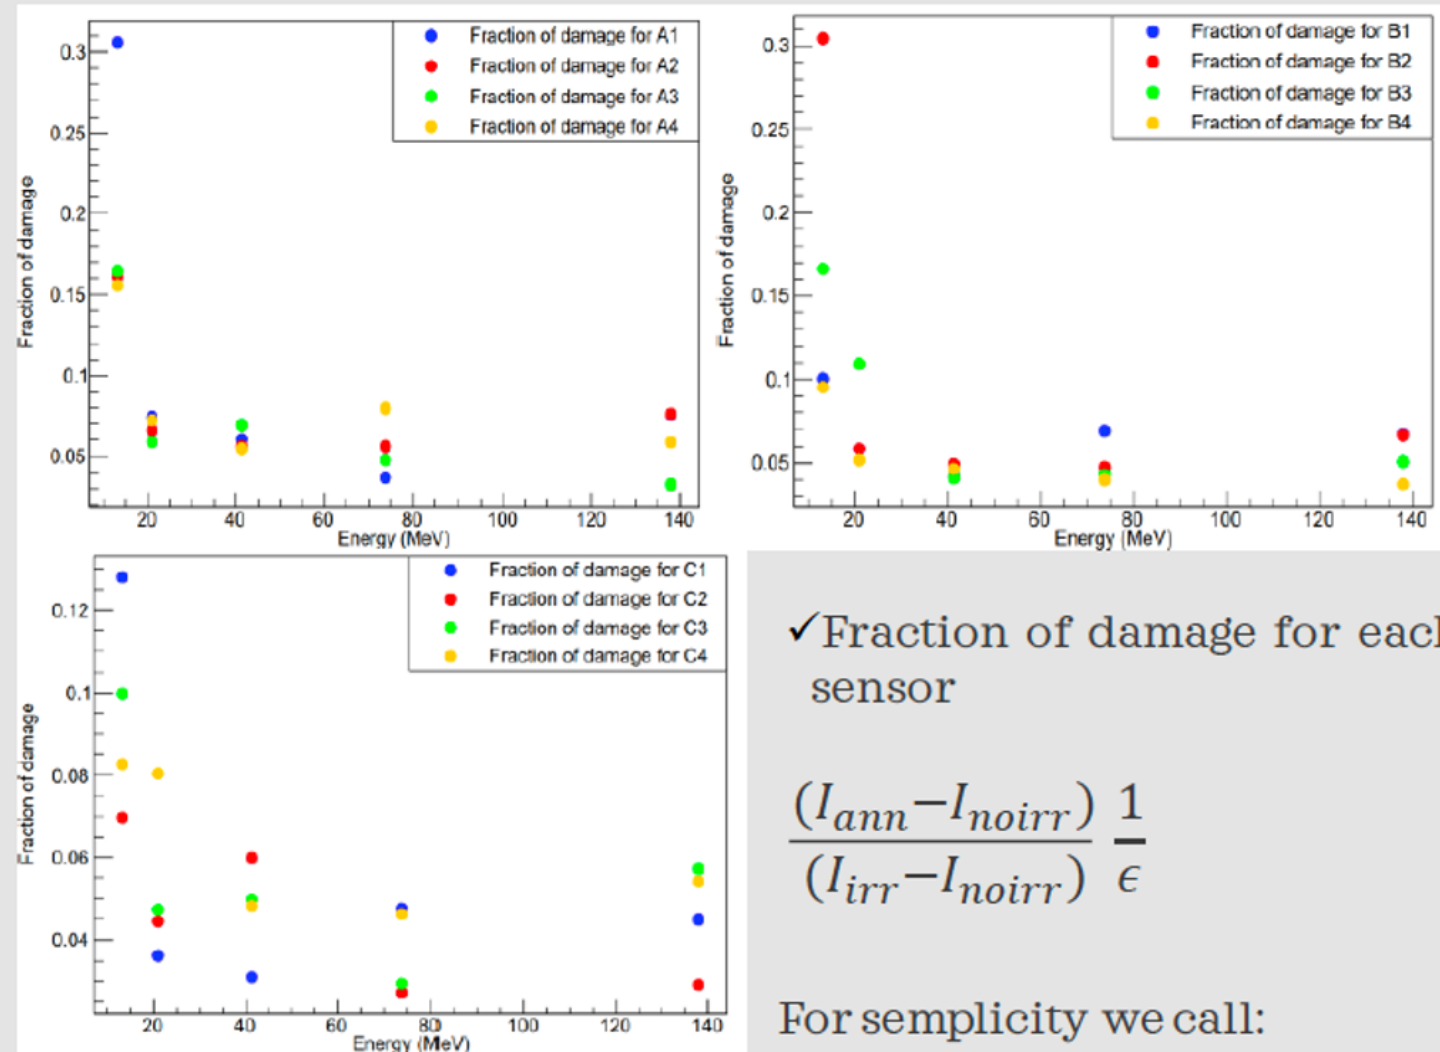 Fraction of damage for A1
Fraction of damage for A2
Fraction of damage for A3
Fraction of damage for A4
Fraction of damage
0.3
0.25
0.2
0.15
0.1
0.05
20 40 60 80 100 120 140
Energy (MeV)
Fraction of damage for B1
Fraction of damage for B2
Fraction of damage for B3
Fraction of damage for B4
Fraction of damage
0.3
0.25
0.2
0.15
0.1
0.05
20 40 60 80 100 120 140
Energy (MeV)
Fraction of damage for C1
Fraction of damage for C2
Fraction of damage for C3
Fraction of damage for C4
Fraction of damage
0.12
0.1
0.08
0.06
0.04
20 40 60 80 100 120 140
Energy (MeV)
✓Fraction of damage for
sensor
(I_ann−I_noirr) 1
(I_irr−I_noirr) ϵ
For semplicity we call: